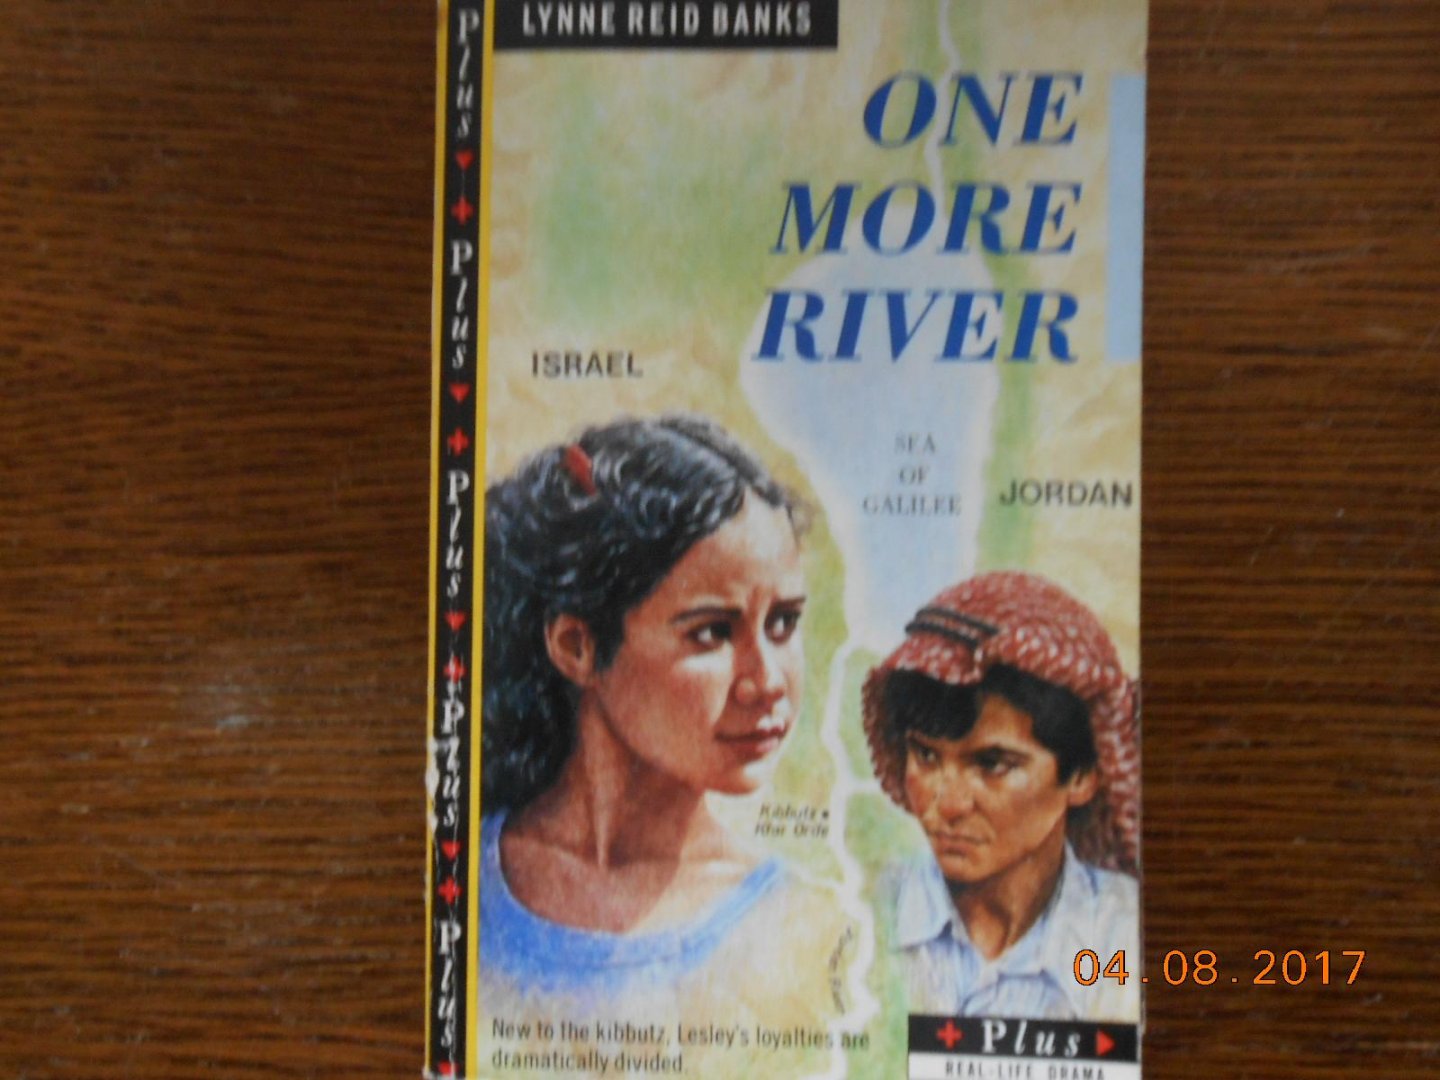 LYNNE REID BANKS
ONE
MORE
RIVER
ISRAEL
SEA
OF
GALILEE
JORDAN
Kibbutz
New to the kibbutz, Lesley's loyalties are
dramatically divided.
Plus
REAL-LIFE DRAMA
Plus
Plus
Plus
Plus
Plus
04.08.2017